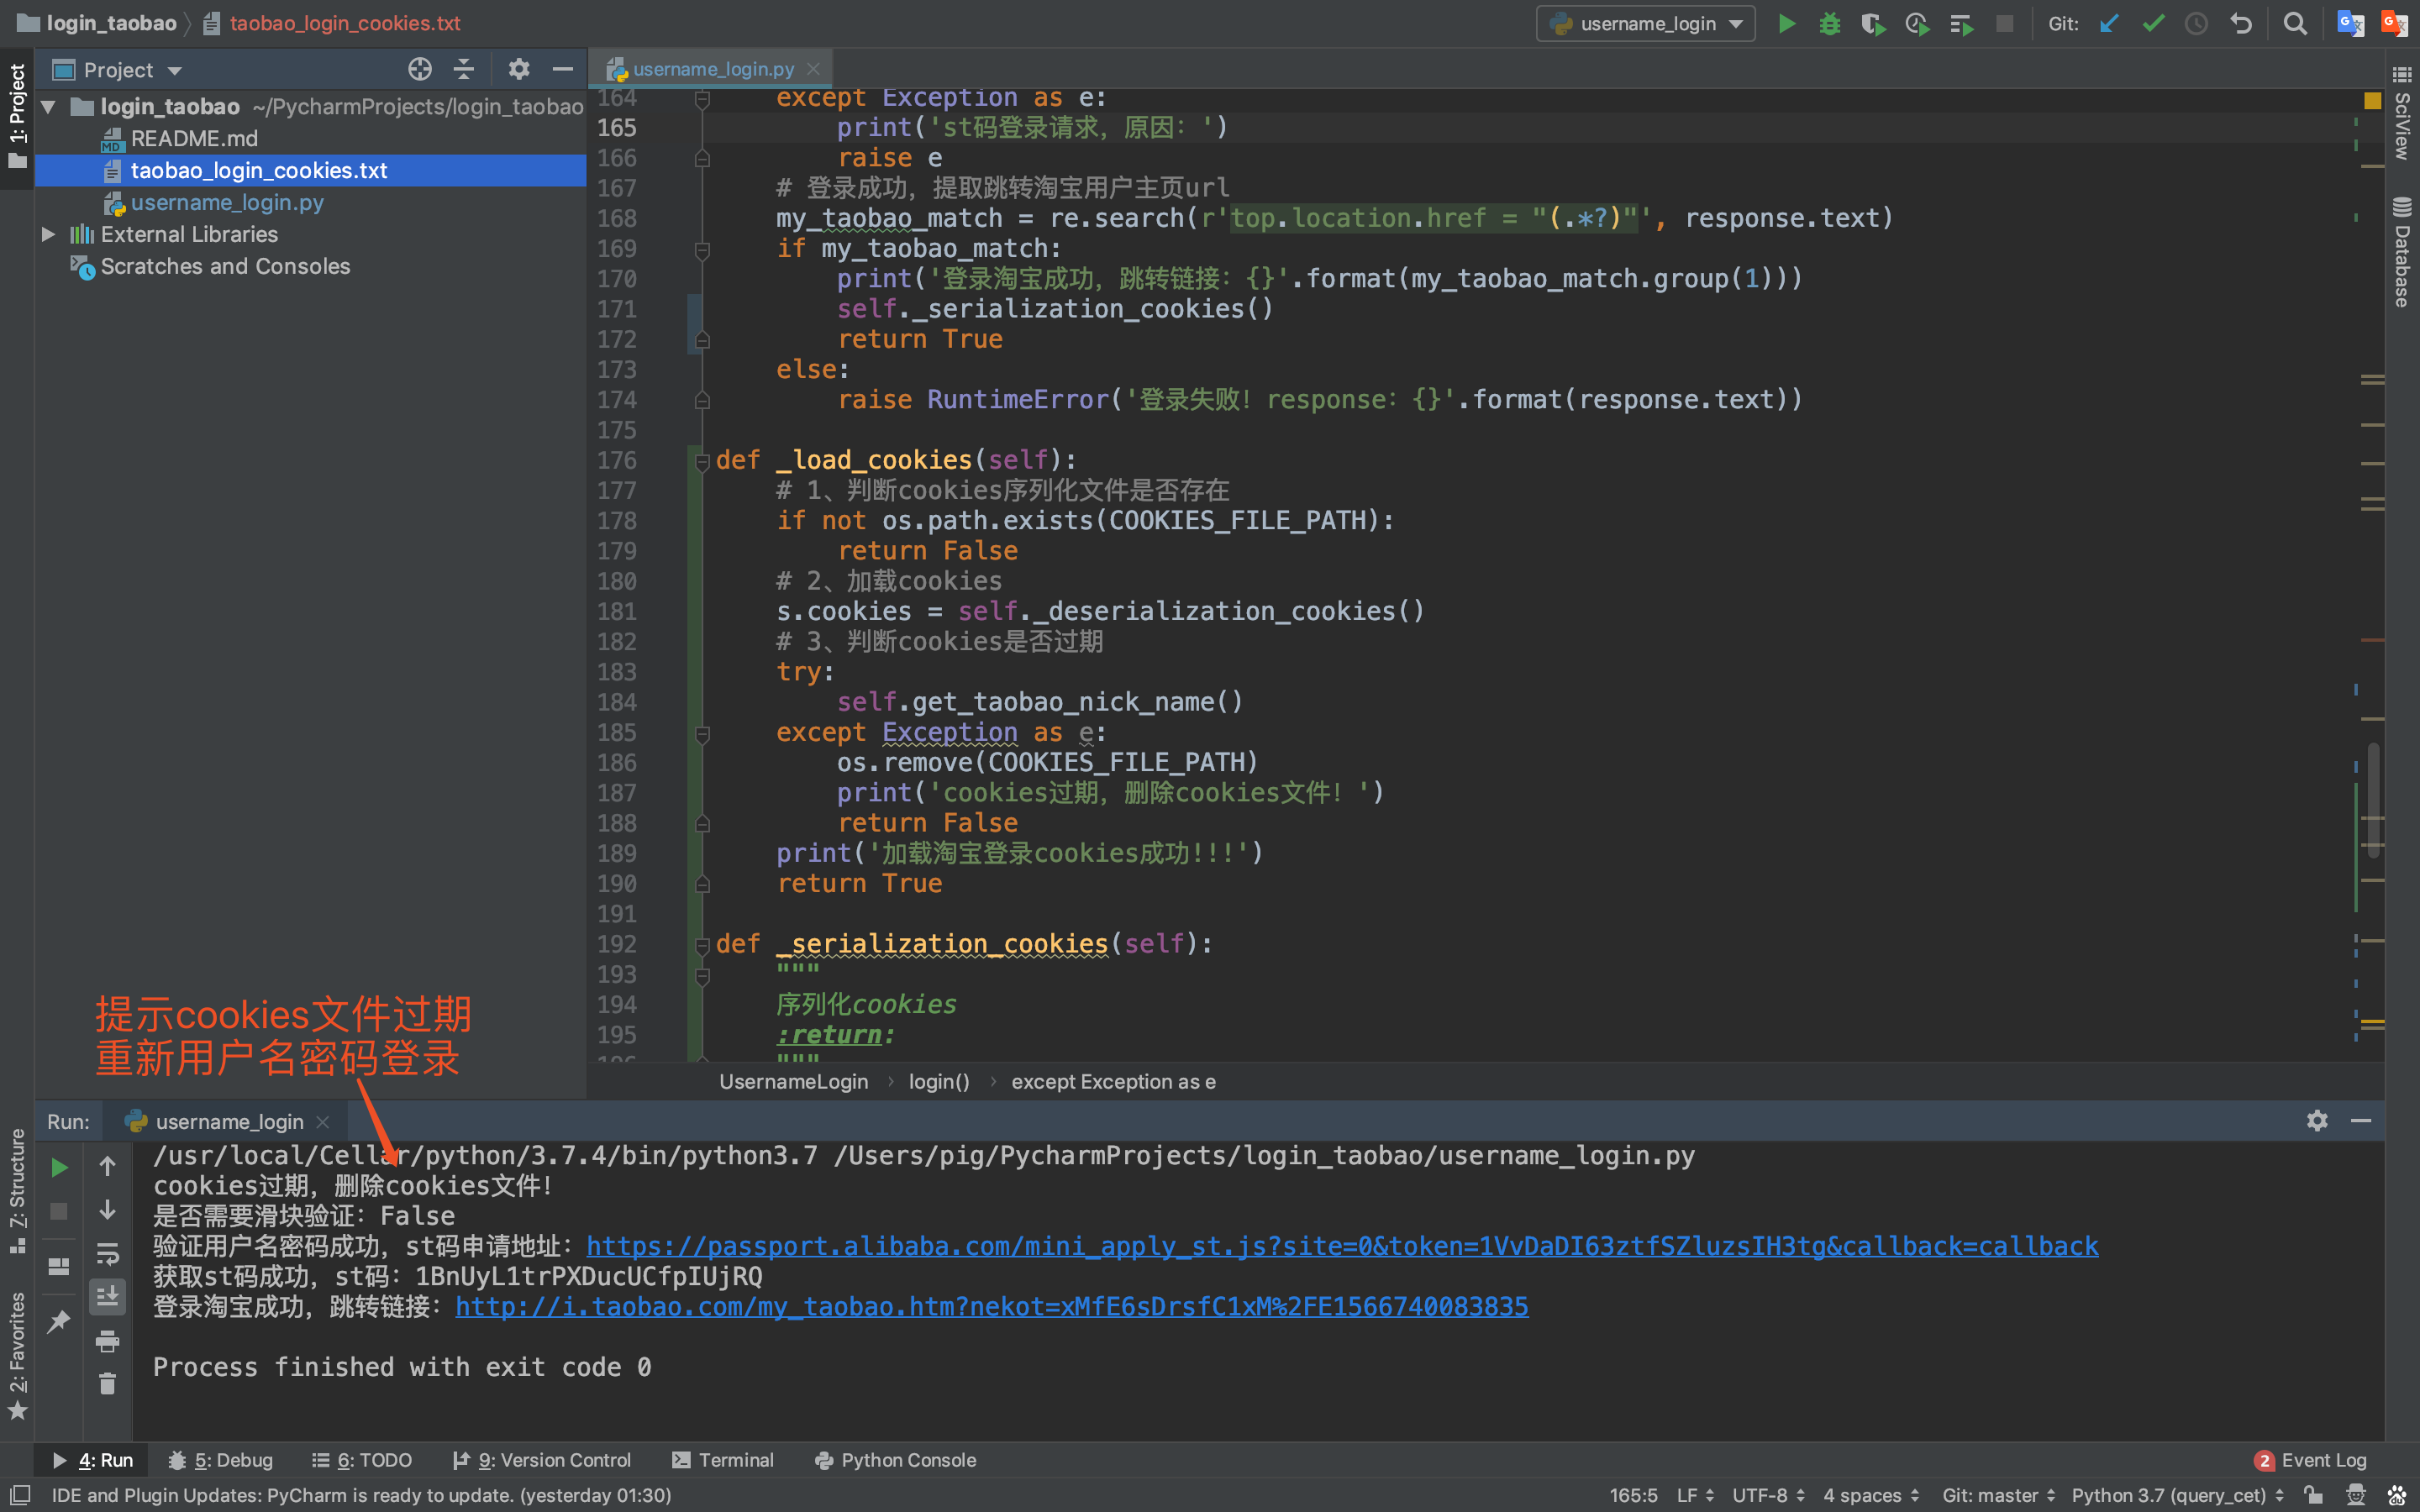 login_taobao
taobao_login_cookies.txt
username_login
Git:
Project
username_login.py
1: Project
login_taobao ~/PycharmProjects/login_taobao
README.md
taobao_login_cookies.txt
username_login.py
External Libraries
Scratches and Consoles
SciView
Database
164 except Exception as e:
165 print('st码登录请求，原因：')
166 raise e
167 # 登录成功，提取跳转淘宝用户主页url
168 my_taobao_match = re.search(r'top.location.href = "(.*?)"', response.text)
169 if my_taobao_match:
170 print('登录淘宝成功，跳转链接：{}'.format(my_taobao_match.group(1)))
171 self._serialization_cookies()
172 return True
173 else:
174 raise RuntimeError('登录失败！response：{}'.format(response.text))
175
176 def _load_cookies(self):
177 # 1、判断cookies序列化文件是否存在
178 if not os.path.exists(COOKIES_FILE_PATH):
179 return False
180 # 2、加载cookies
181 s.cookies = self._deserialization_cookies()
182 # 3、判断cookies是否过期
183 try:
184 self.get_taobao_nick_name()
185 except Exception as e:
186 os.remove(COOKIES_FILE_PATH)
187 print('cookies过期，删除cookies文件！')
188 return False
189 print('加载淘宝登录cookies成功!!!')
190 return True
191
192 def _serialization_cookies(self):
193 """
194 序列化cookies
195 :return:
196 """
提示cookies文件过期
重新用户名密码登录
UsernameLogin › login() › except Exception as e
Run:
username_login
7: Structure
2: Favorites
/usr/local/Cellar/python/3.7.4/bin/python3.7 /Users/pig/PycharmProjects/login_taobao/username_login.py
cookies过期，删除cookies文件！
是否需要滑块验证：False
验证用户名密码成功，st码申请地址：https://passport.alibaba.com/mini_apply_st.js?site=0&token=1VvDaDI63ztfSZluzsIH3tg&callback=callback
获取st码成功，st码：1BnUyL1trPXDucUCfpIUjRQ
登录淘宝成功，跳转链接：http://i.taobao.com/my_taobao.htm?nekot=xMfE6sDrsfC1xM%2FE1566740083835
Process finished with exit code 0
4: Run
5: Debug
6: TODO
9: Version Control
Terminal
Python Console
2 Event Log
IDE and Plugin Updates: PyCharm is ready to update. (yesterday 01:30)
165:5
LF
UTF-8
4 spaces
Git: master
Python 3.7 (query_cet)